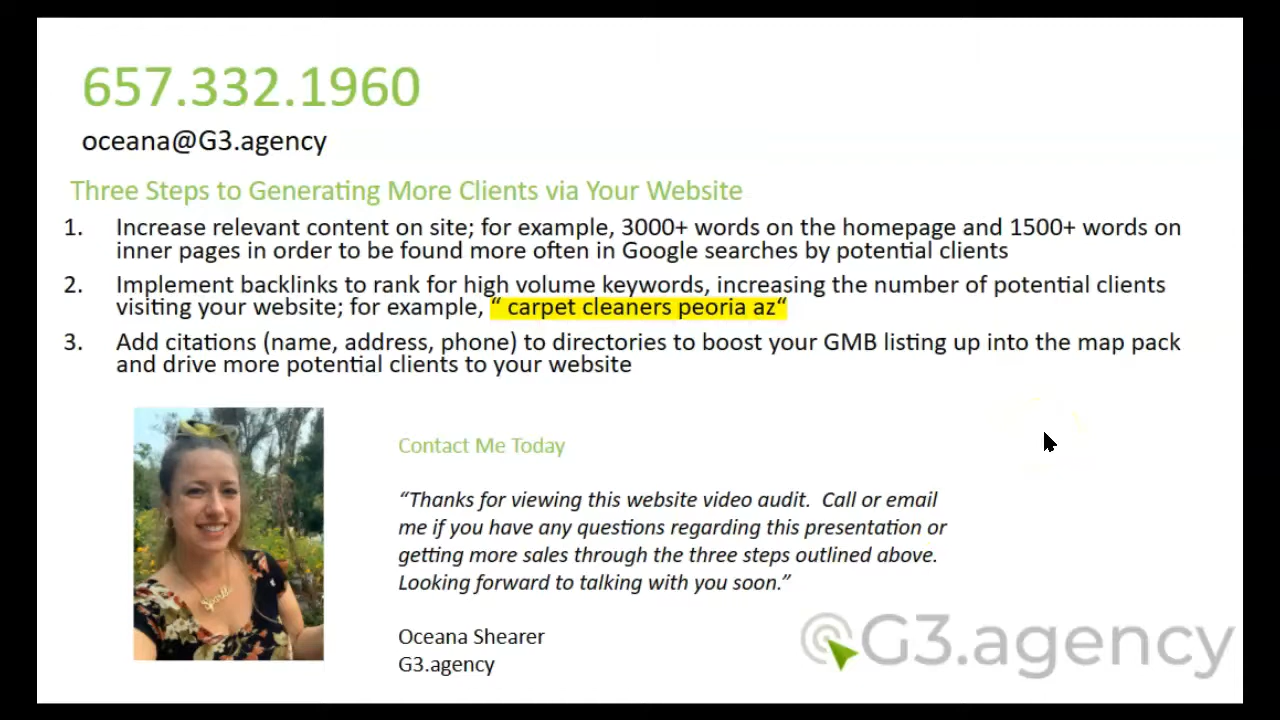 657.332.1960
oceana@G3.agency
Three Steps to Generating More Clients via Your Website
1. Increase relevant content on site; for example, 3000+ words on the homepage and 1500+ words on
inner pages in order to be found more often in Google searches by potential clients
2. Implement backlinks to rank for high volume keywords, increasing the number of potential clients
visiting your website; for example, “ carpet cleaners peoria az“
3. Add citations (name, address, phone) to directories to boost your GMB listing up into the map pack
and drive more potential clients to your website
Contact Me Today
“Thanks for viewing this website video audit.  Call or email
me if you have any questions regarding this presentation or
getting more sales through the three steps outlined above.
Looking forward to talking with you soon.”
Oceana Shearer
G3.agency
G3.agency